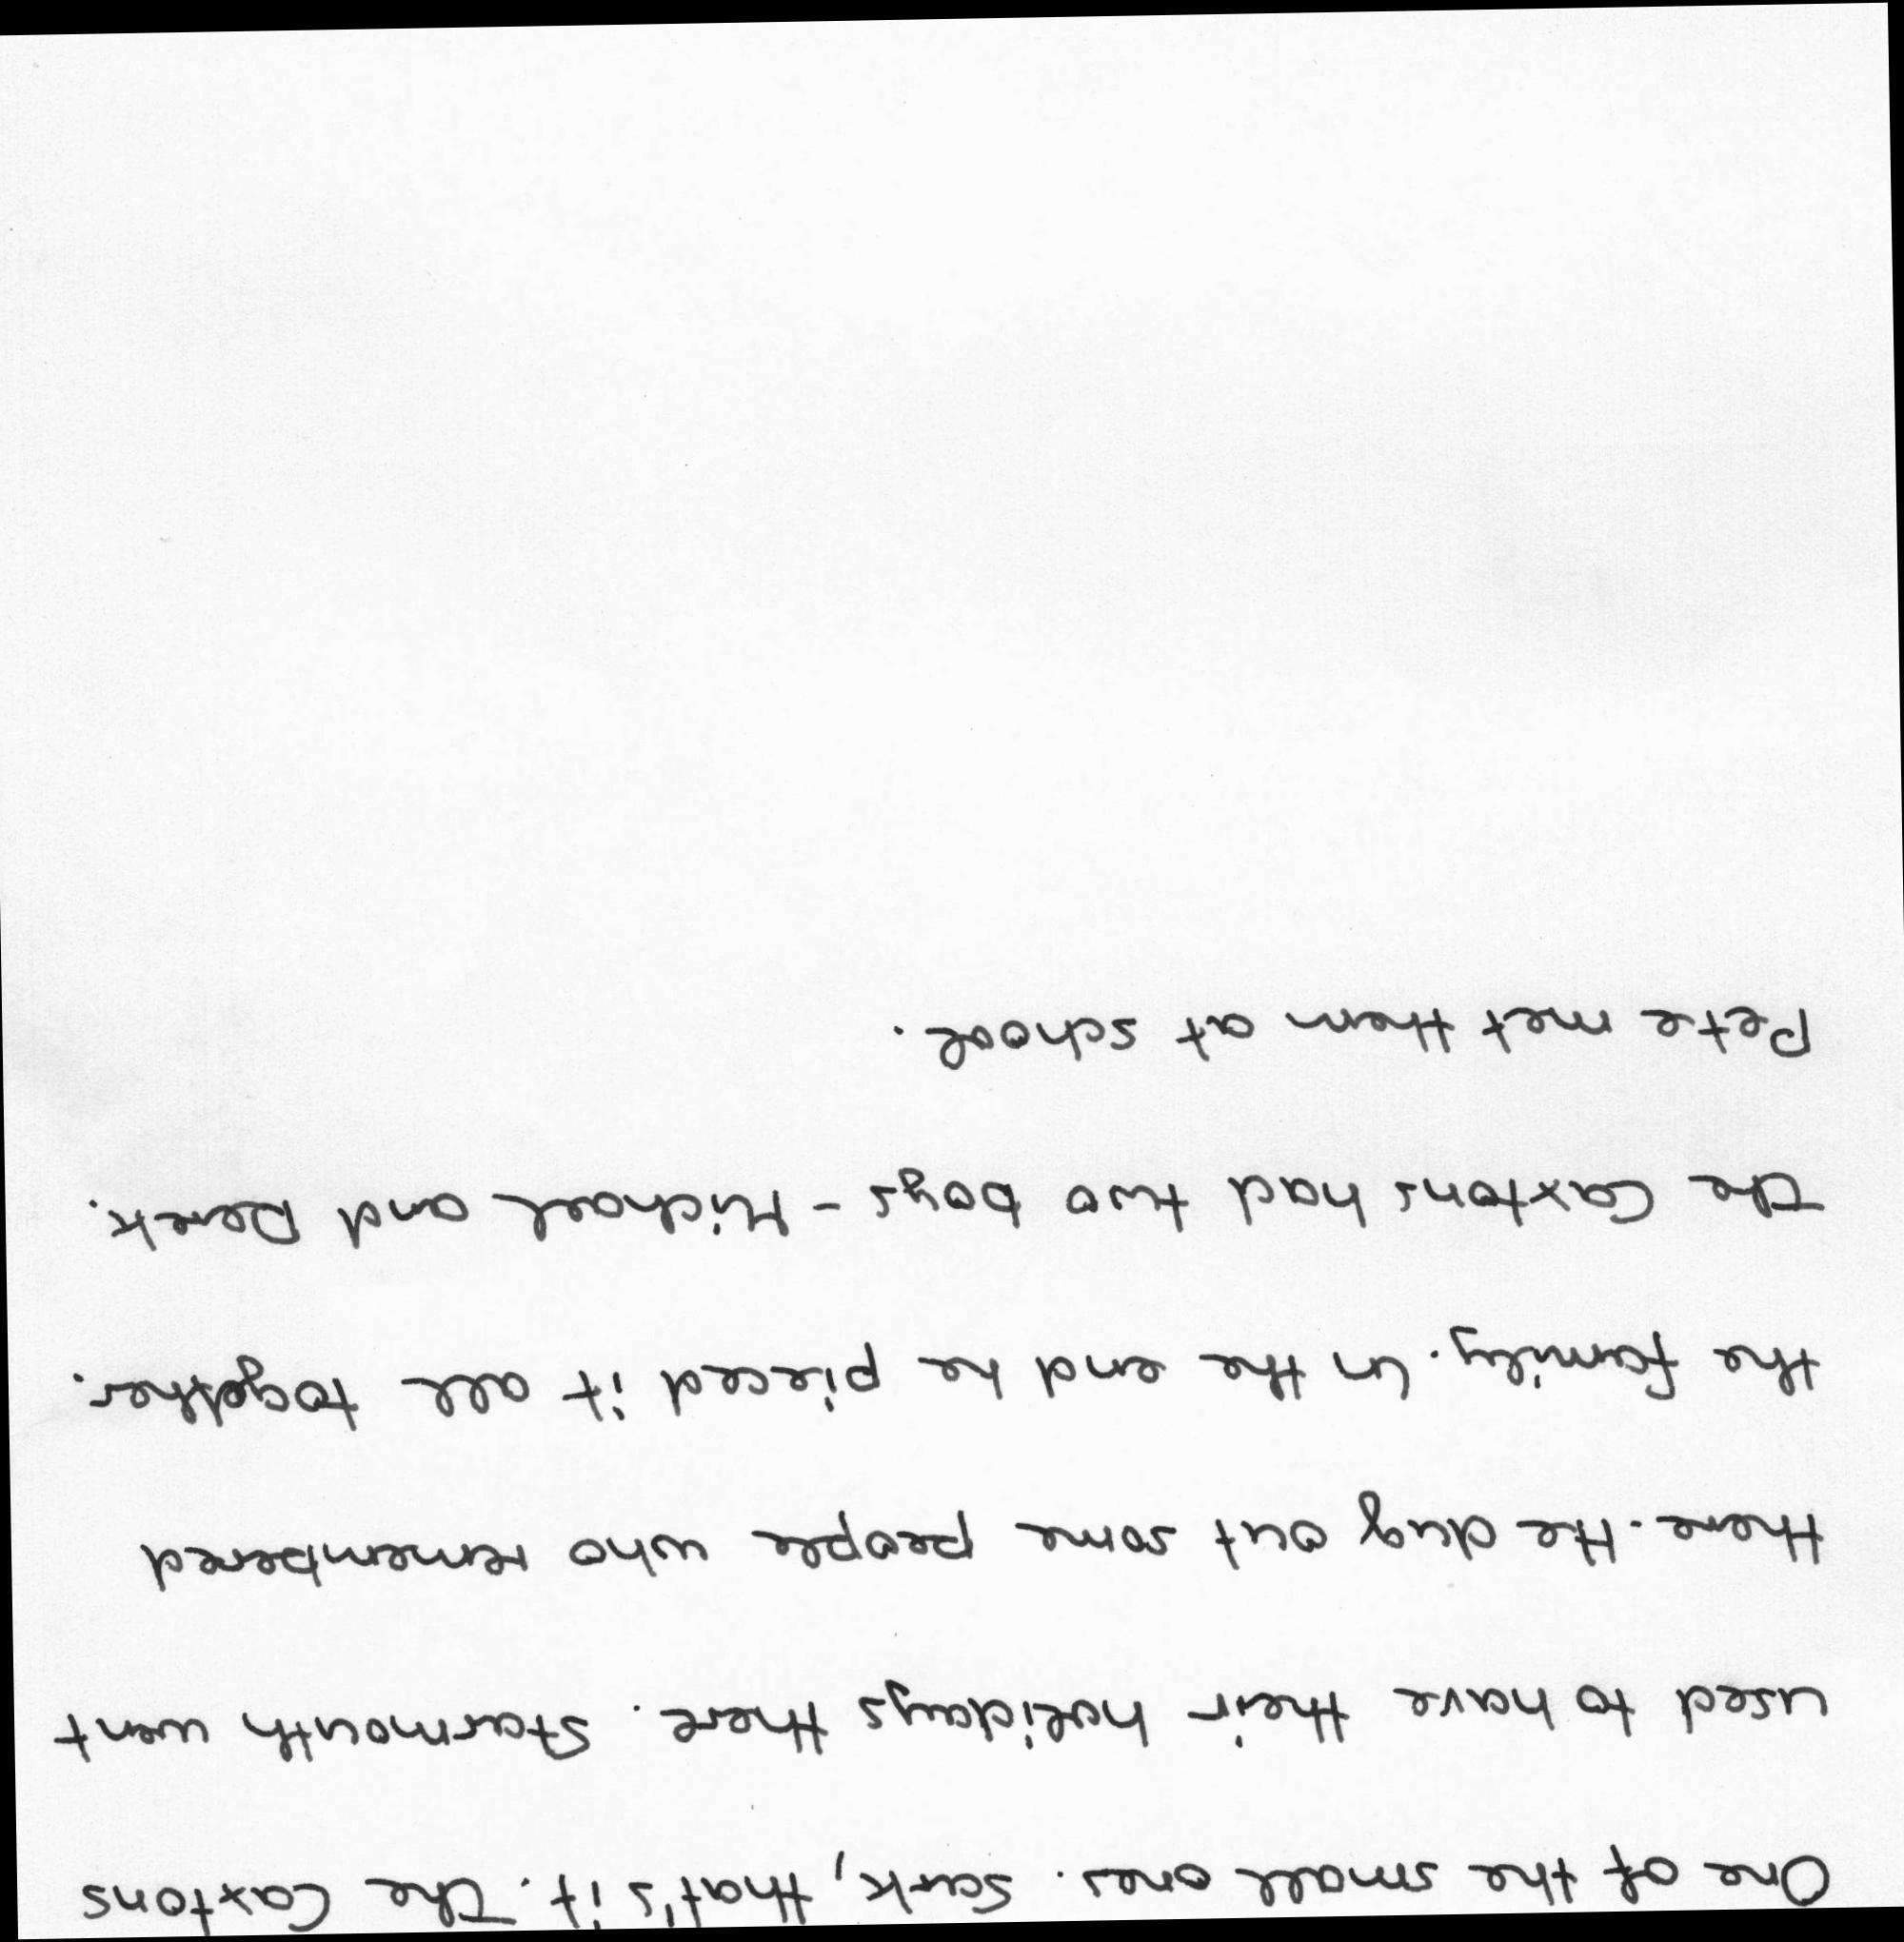 One of the small ones. Sark, that's it. The Caxtons
used to have their holidays there. Starmouth went
there. He dug out some people who remembered
the family. In the end he pieced it all together.
The Caxtons had two boys - Michael and Derek.
Pete met them at school.